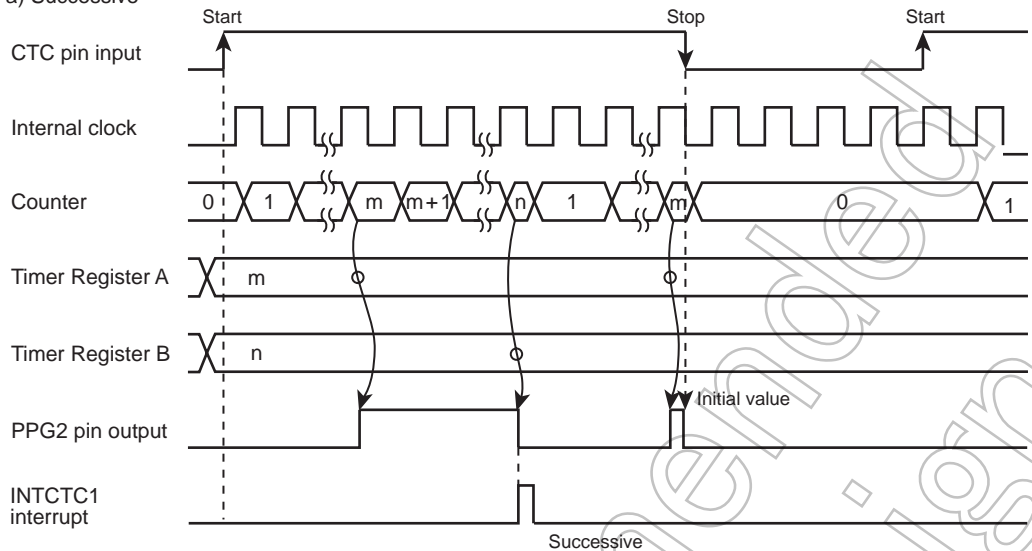 a) Successive
Start Stop Start
CTC pin input
Internal clock
Counter 0 1 m m+1 n 1 m 0 1
Timer Register A m
Timer Register B n
Initial value
PPG2 pin output
INTCTC1
interrupt
Successive